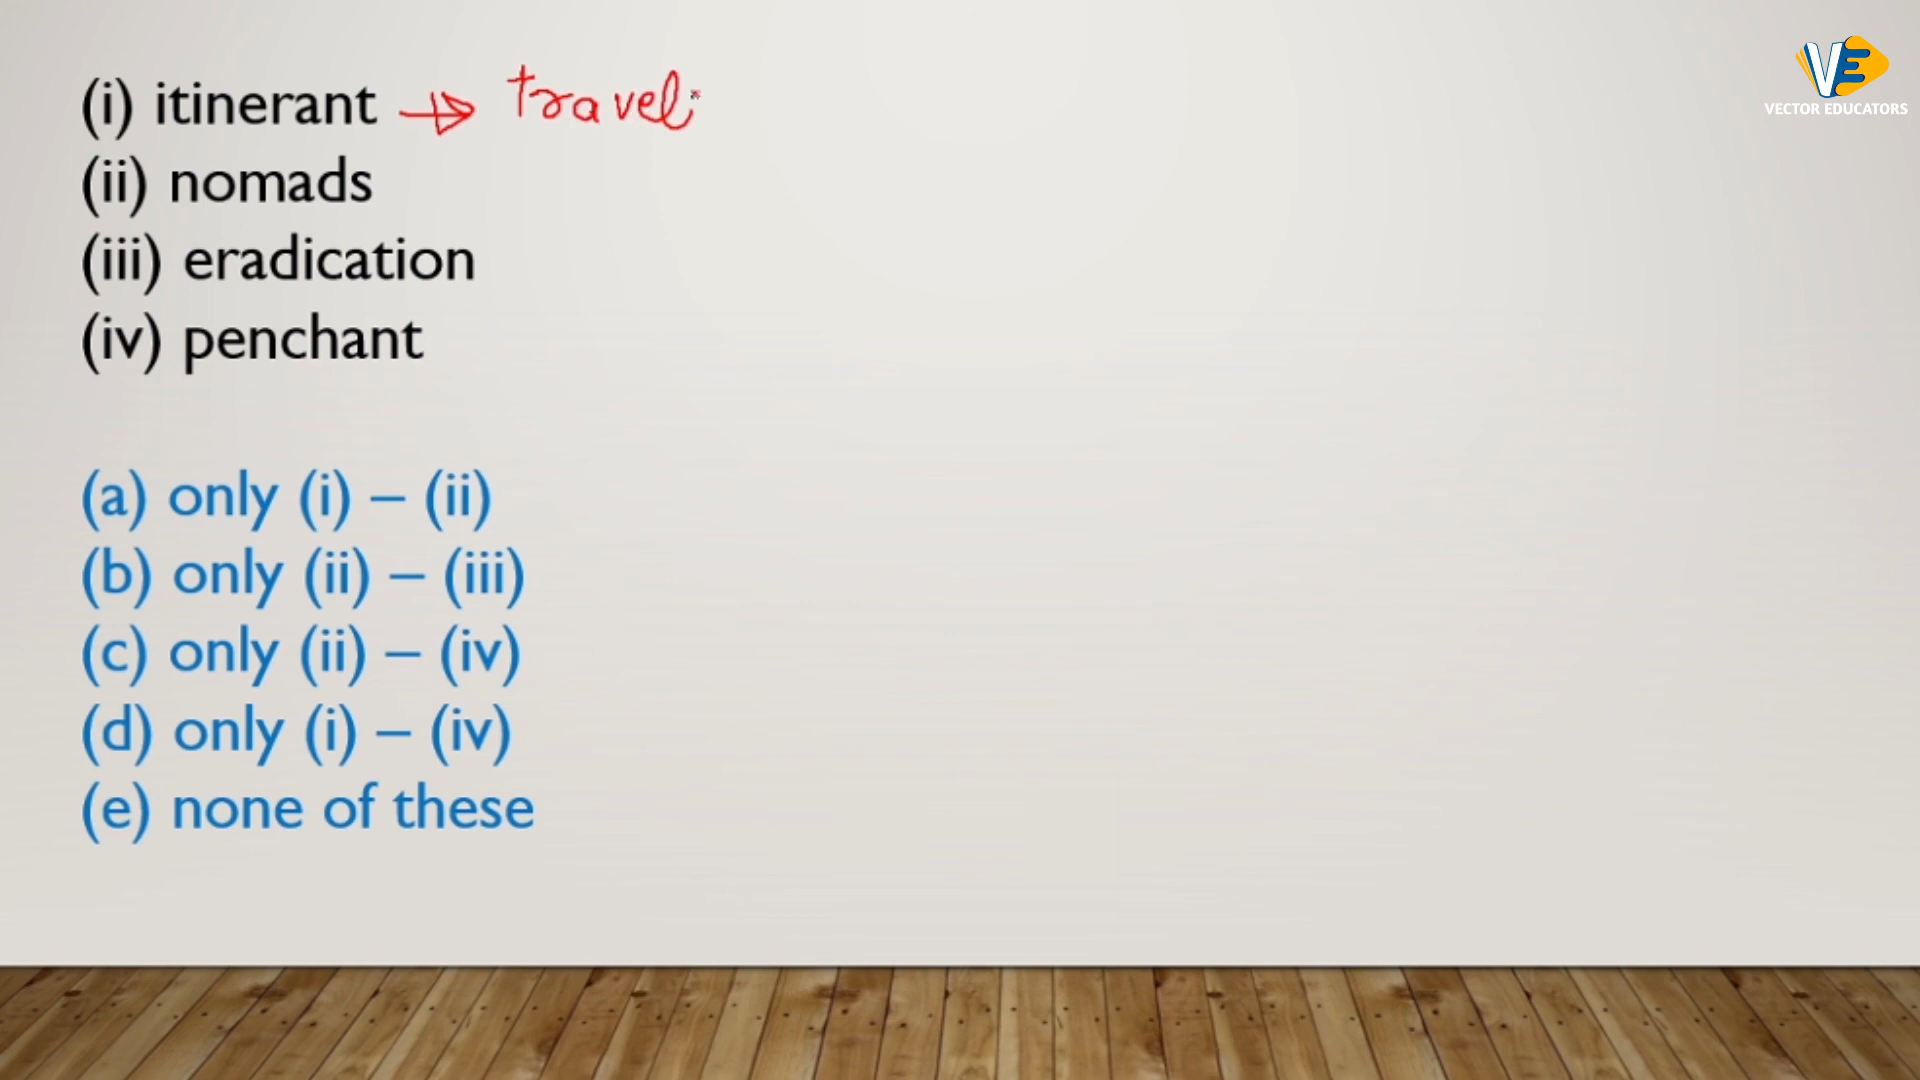 (i) itinerant → travel
(ii) nomads
(iii) eradication
(iv) penchant
(a) only (i) – (ii)
(b) only (ii) – (iii)
(c) only (ii) – (iv)
(d) only (i) – (iv)
(e) none of these
VE
VECTOR EDUCATORS